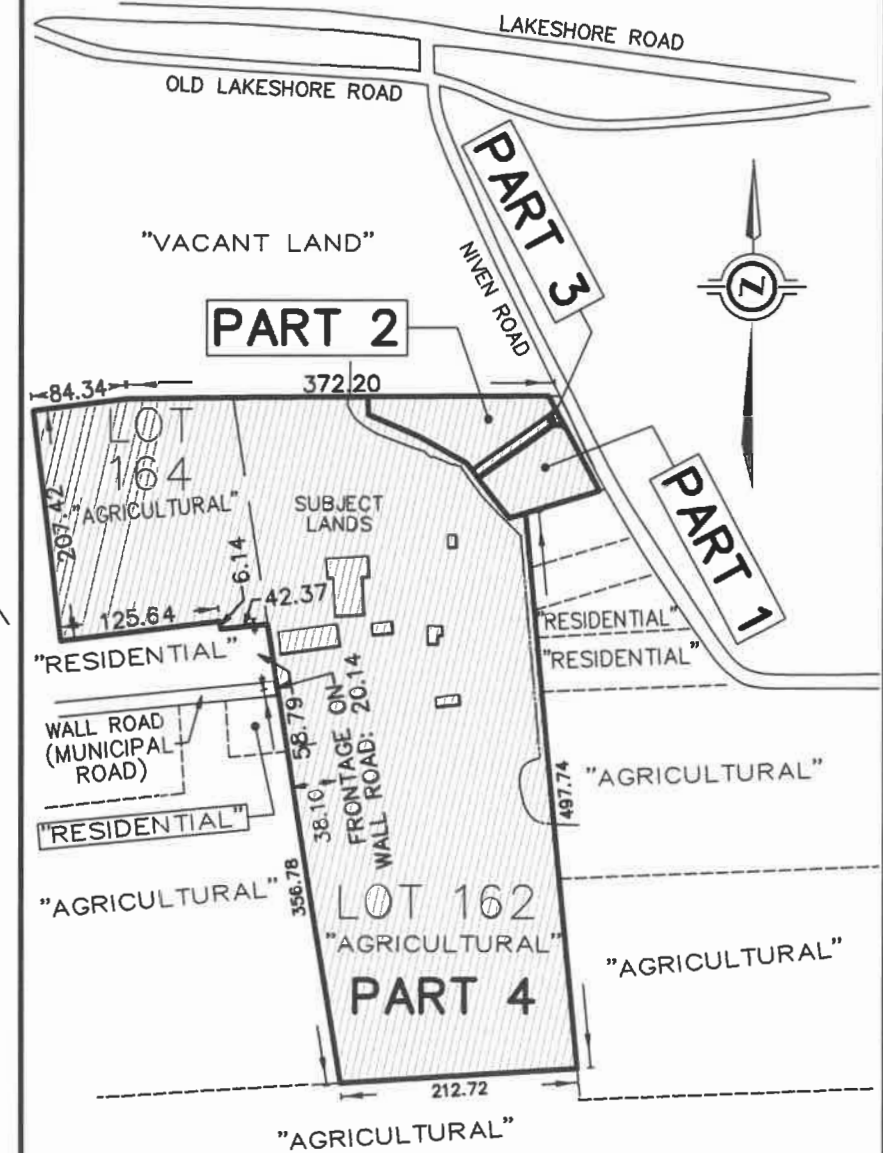 LAKESHORE ROAD
OLD LAKESHORE ROAD
PART 3
"VACANT LAND"
NIVEN ROAD
N
PART 2
84.34
372.20
LOT
164
"AGRICULTURAL"
SUBJECT
LANDS
207.42
6.14
42.37
125.64
PART 1
"RESIDENTIAL"
"RESIDENTIAL"
"RESIDENTIAL"
WALL ROAD
(MUNICIPAL
ROAD)
58.79
38.10
FRONTAGE ON
WALL ROAD: 20.14
"AGRICULTURAL"
497.74
"RESIDENTIAL"
"AGRICULTURAL"
356.78
LOT 162
"AGRICULTURAL"
PART 4
"AGRICULTURAL"
212.72
"AGRICULTURAL"